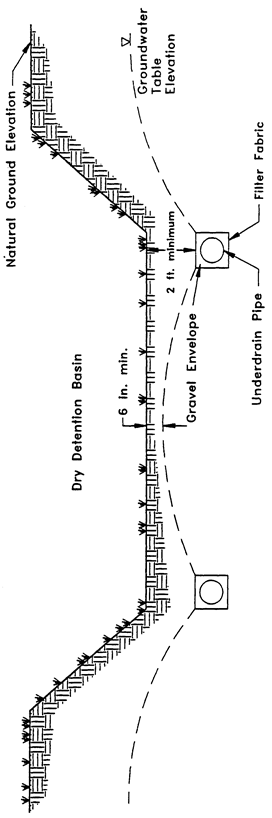 Natural Ground Elevation
Groundwater
Table
Elevation
Dry Detention Basin
6 In. min.
2 ft. minimum
Gravel Envelope
Filter Fabric
Underdrain Pipe